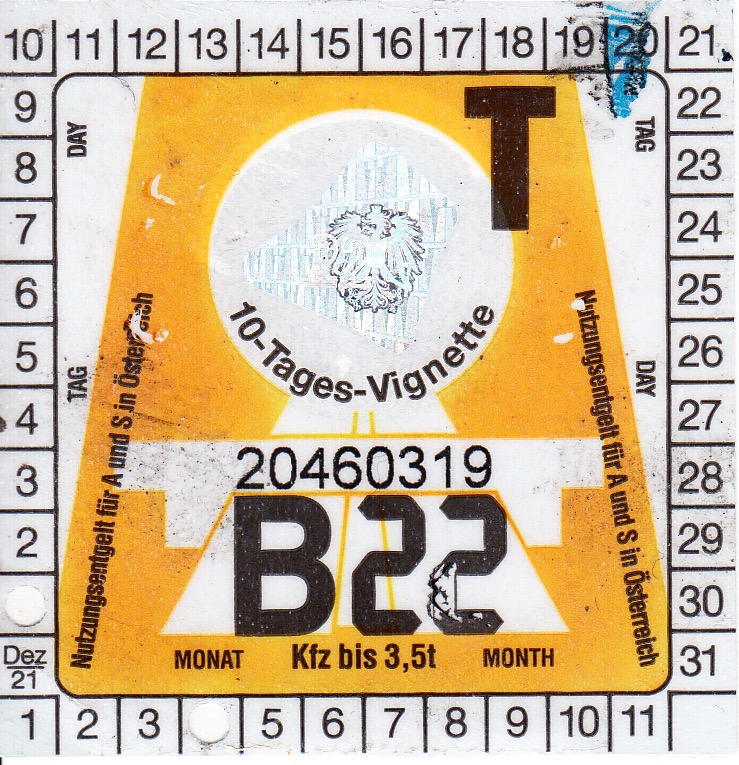 10 11 12 13 14 15 16 17 18 19 20 21
9 22
8 23
7 24
6 25
5 26
4 27
3 28
2 29
30
Dez
21
31
1 2 3 5 6 7 8 9 10 11
DAY
TAG
T
TAG
DAY
10-Tages-Vignette
Nutzungsentgelt für A und S in Österreich
Nutzungsentgelt für A und S in Österreich
20460319
B22
MONAT Kfz bis 3,5t MONTH